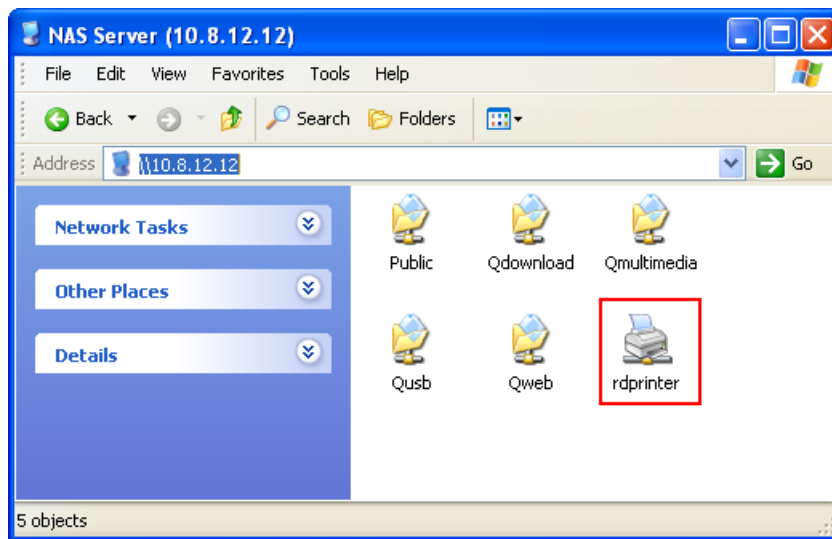 NAS Server (10.8.12.12)
File Edit View Favorites Tools Help
Back Search Folders
Address \\10.8.12.12 Go
Network Tasks
Other Places
Details
Public Qdownload Qmultimedia
Qusb Qweb rdprinter
5 objects